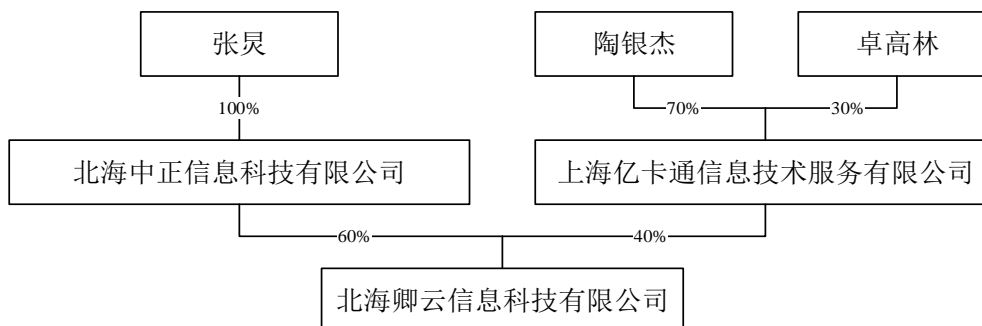 张炅
陶银杰
卓高林
100%
70%
30%
北海中正信息科技有限公司
上海亿卡通信息技术服务有限公司
60%
40%
北海卿云信息科技有限公司